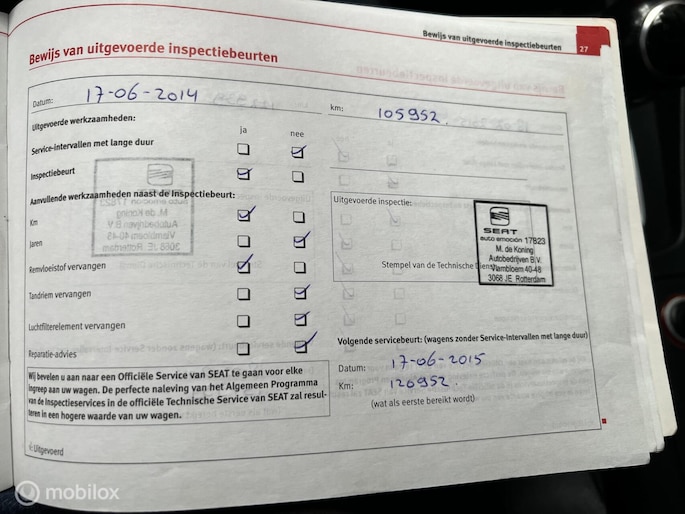 Bewijs van uitgevoerde inspectiebeurten
27
Bewijs van uitgevoerde inspectiebeurten
Datum: 17-06-2014
km: 105952.
Uitgevoerde werkzaamheden:
ja
nee
Service-intervallen met lange duur
Inspectiebeurt
Aanvullende werkzaamheden naast de Inspectiebeurt:
Km
Jaren
Remvloeistof vervangen
Tandriem vervangen
Luchtfilterelement vervangen
Reparatie-advies
Uitgevoerde inspectie:
SEAT
auto emoción 17823
M. de Koning
Autobedrijven B.V.
Vlambloem 40-48
3068 JE. Rotterdam
Stempel van de Technische Dienst
Volgende servicebeurt: (wagens zonder Service-intervallen met lange duur)
Datum: 17-06-2015
Km: 120952.
(wat als eerste bereikt wordt)
Wij bevelen u aan naar een Officiële Service van SEAT te gaan voor elke
ingreep aan uw wagen. De perfecte naleving van het Algemeen Programma
van de Inspectieservices in de officiële Technische Service van SEAT zal resul-
teren in een hogere waarde van uw wagen.
✓: Uitgevoerd
mobilox